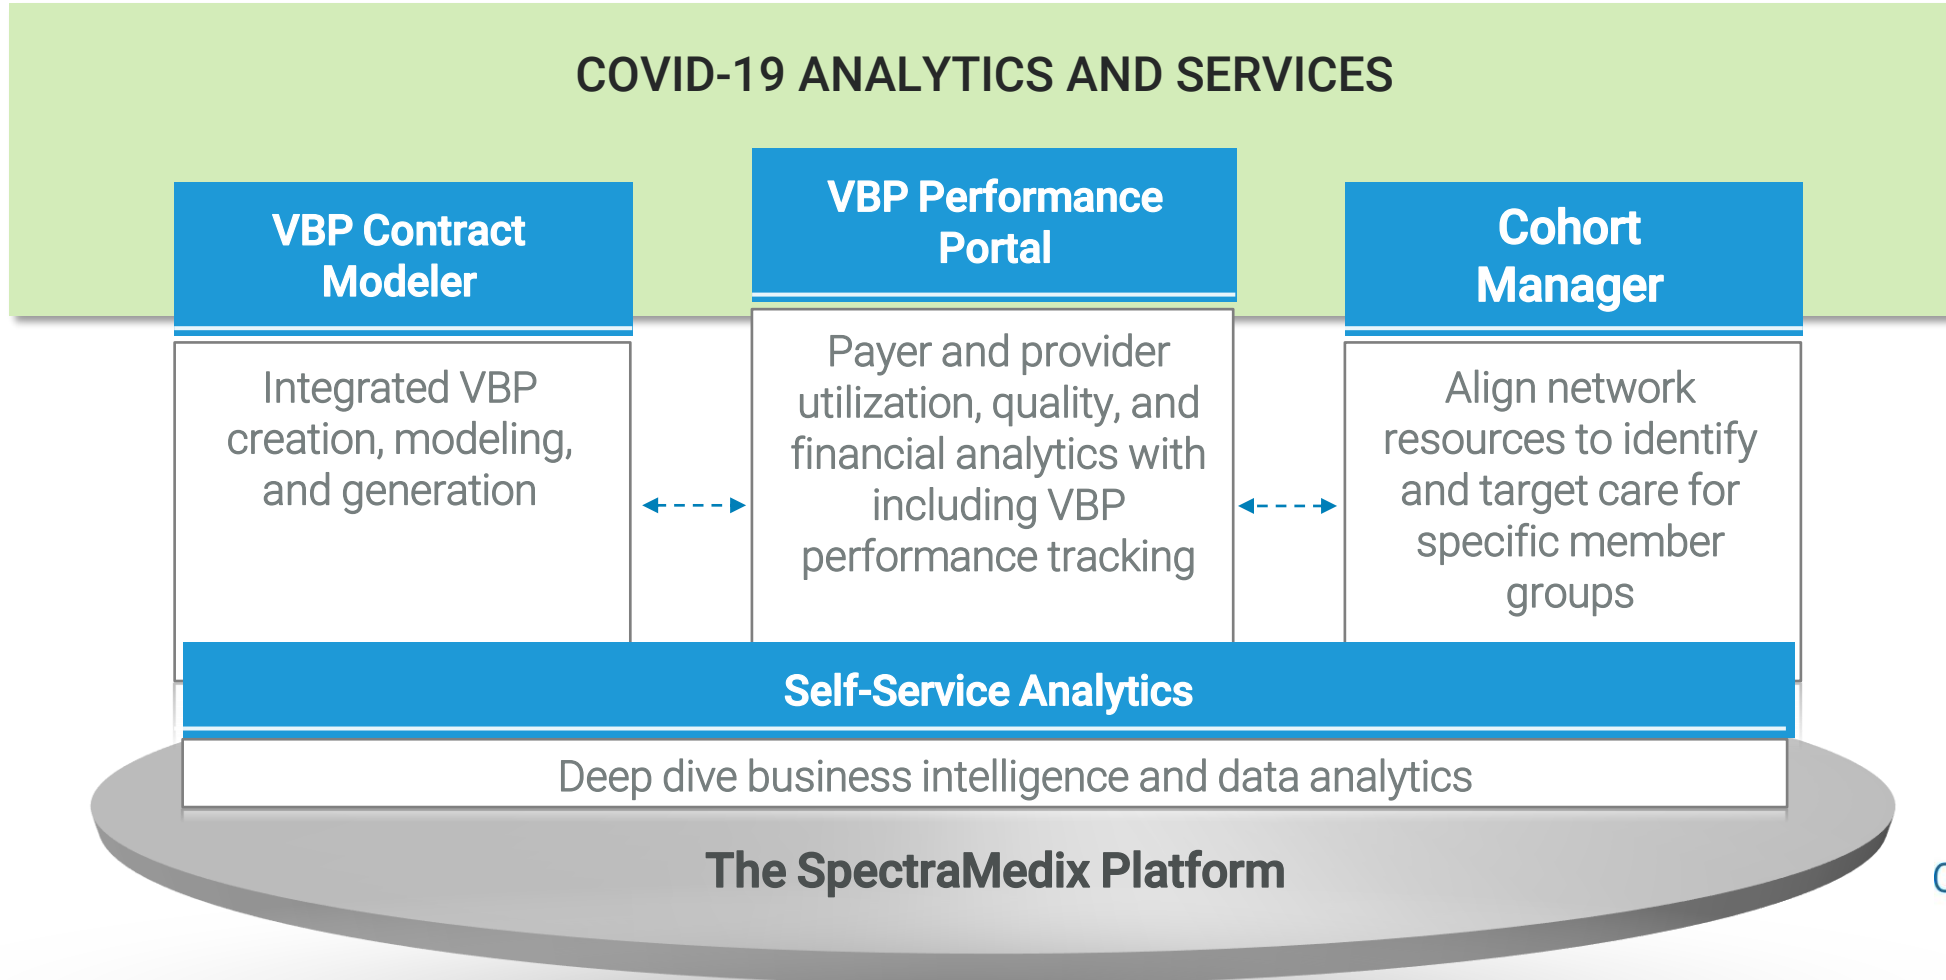 COVID-19 ANALYTICS AND SERVICES
VBP Contract
Modeler
Integrated VBP
creation, modeling,
and generation
VBP Performance
Portal
Payer and provider
utilization, quality, and
financial analytics with
including VBP
performance tracking
Cohort
Manager
Align network
resources to identify
and target care for
specific member
groups
Self-Service Analytics
Deep dive business intelligence and data analytics
The SpectraMedix Platform